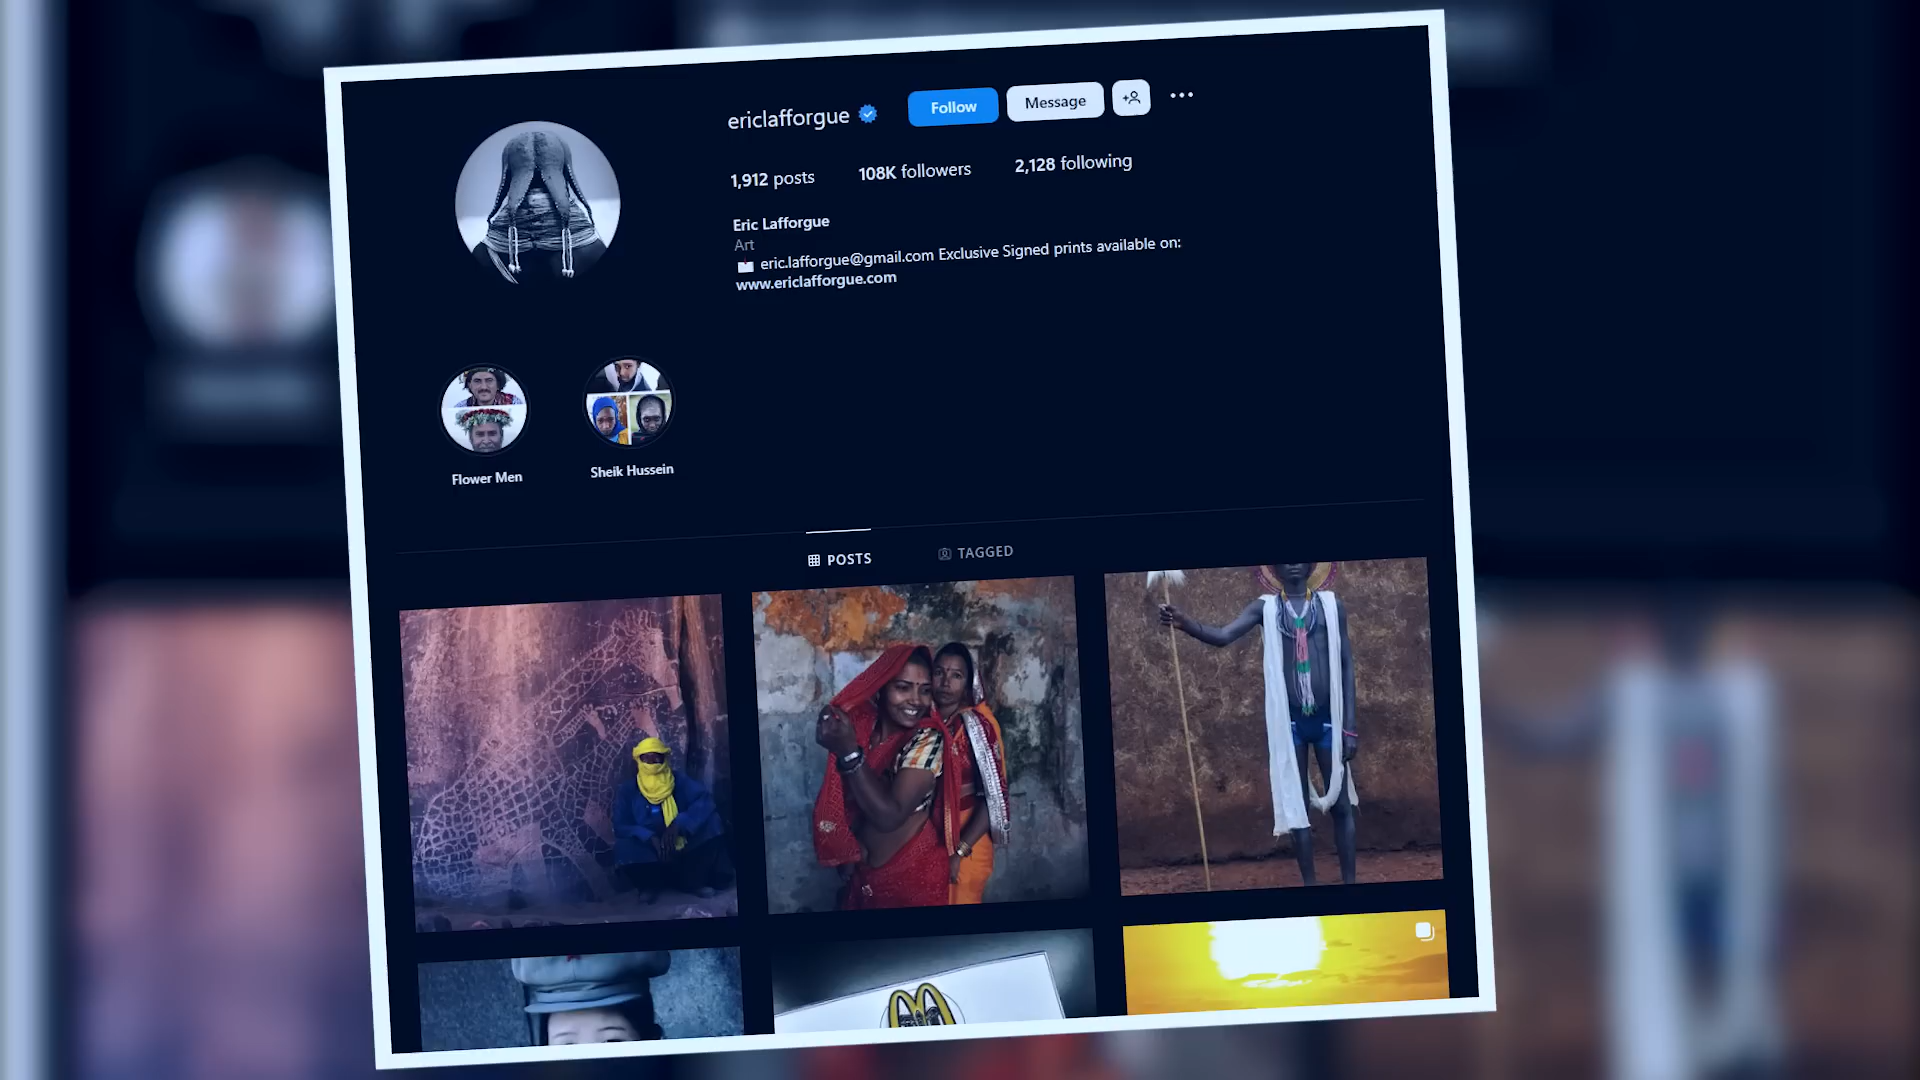 ericlafforgue
Follow
Message
1,912 posts
108K followers
2,128 following
Eric Lafforgue
Art
eric.lafforgue@gmail.com Exclusive Signed prints available on:
www.ericlafforgue.com
Flower Men
Sheik Hussein
POSTS
TAGGED